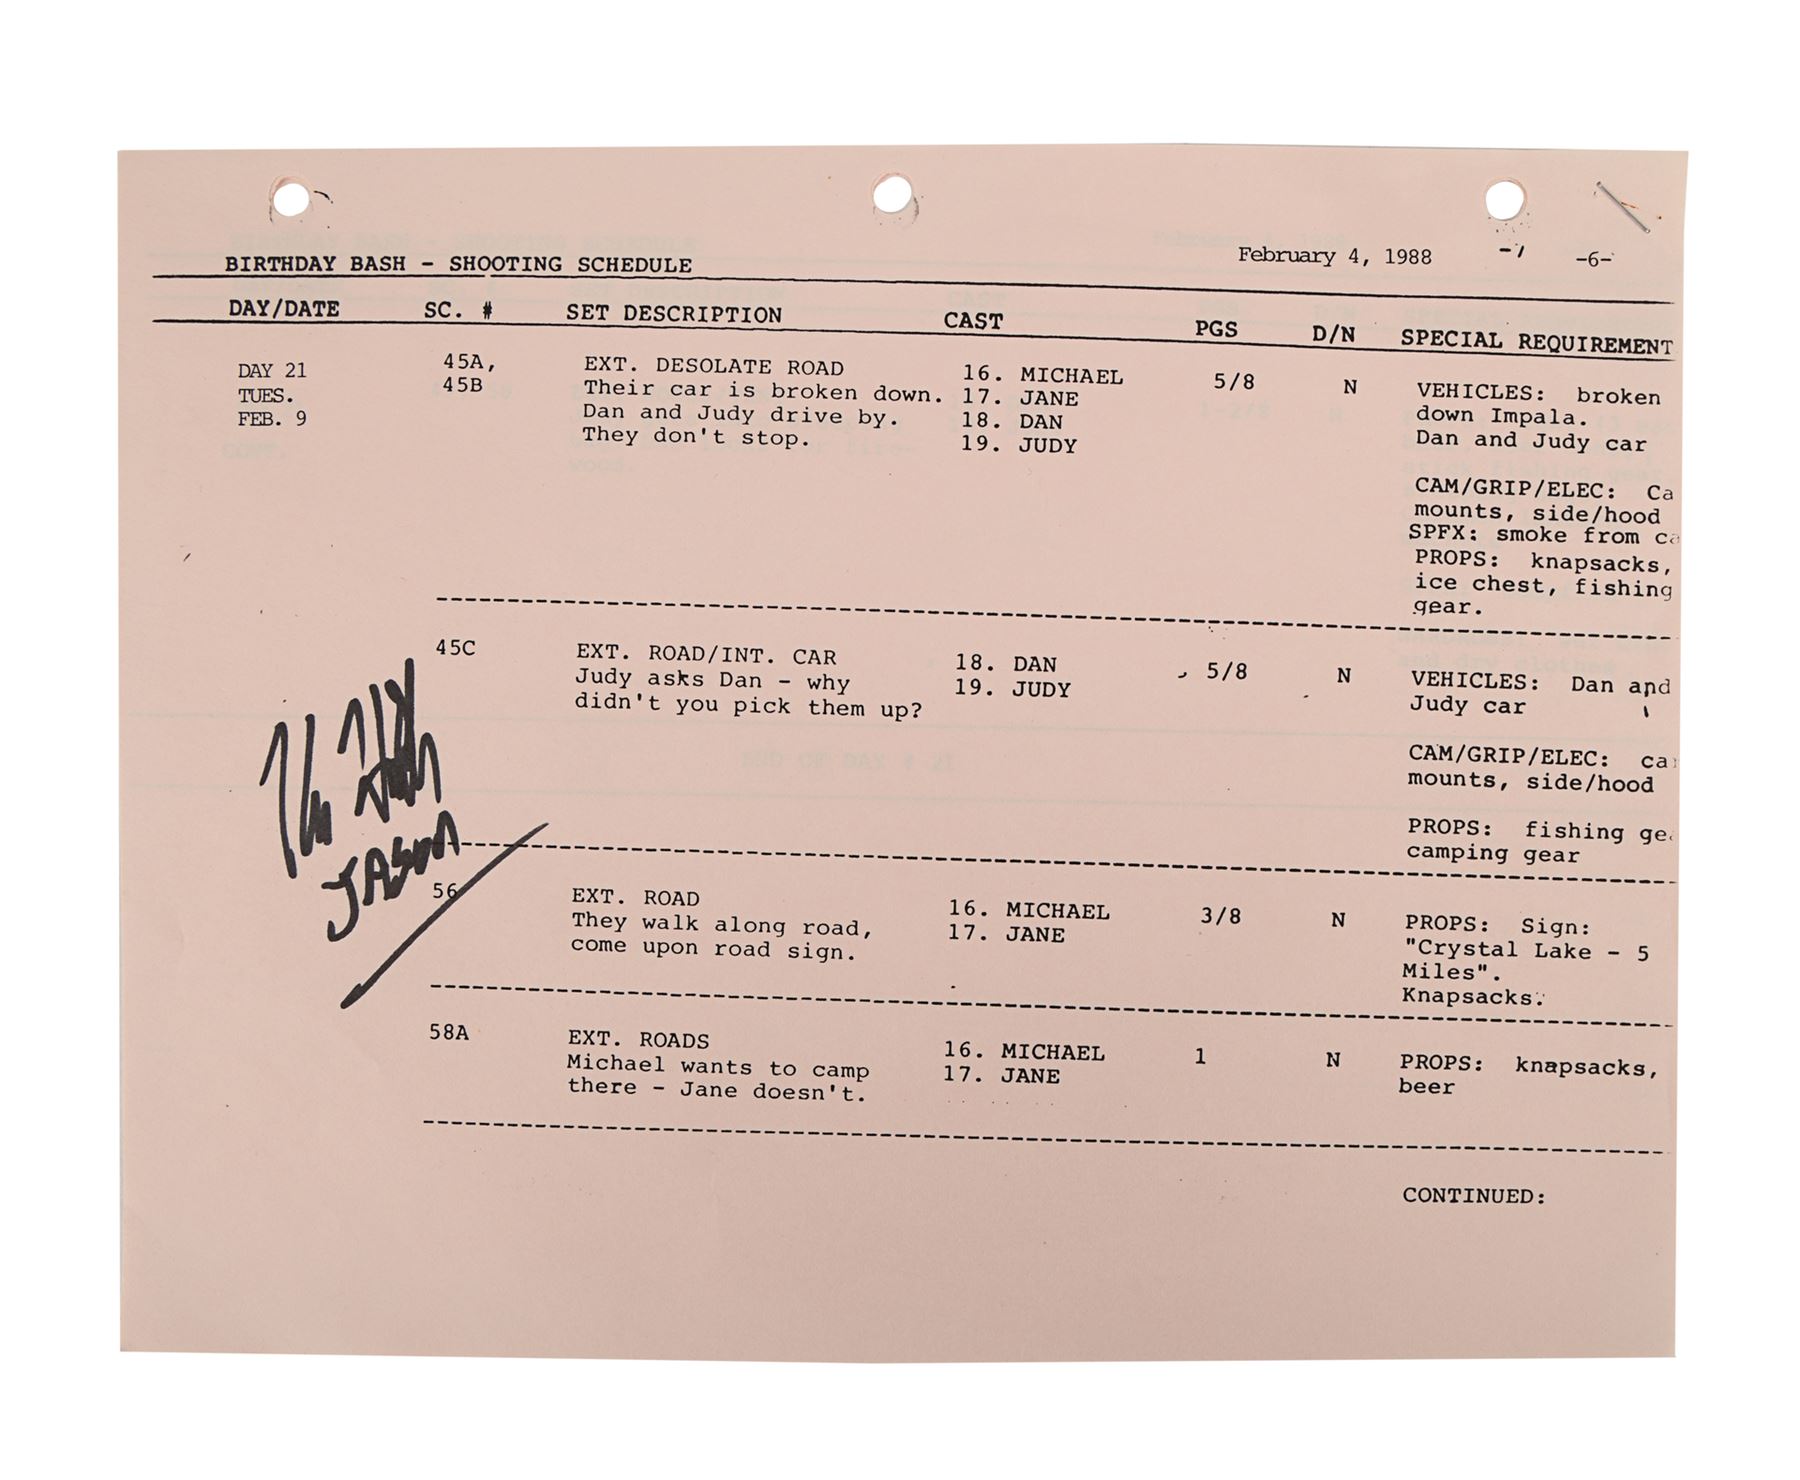 BIRTHDAY BASH - SHOOTING SCHEDULE February 4, 1988 -6-
DAY/DATE SC. # SET DESCRIPTION CAST PGS D/N SPECIAL REQUIREMENT
DAY 21 45A, EXT. DESOLATE ROAD 16. MICHAEL 5/8 N VEHICLES: broken
TUES. 45B Their car is broken down. 17. JANE down Impala.
FEB. 9 Dan and Judy drive by. 18. DAN Dan and Judy car
They don't stop. 19. JUDY
CAM/GRIP/ELEC: Ca
mounts, side/hood
SPFX: smoke from ca
PROPS: knapsacks,
ice chest, fishing
gear.
45C EXT. ROAD/INT. CAR 18. DAN 5/8 N VEHICLES: Dan and
Judy asks Dan - why 19. JUDY Judy car
didn't you pick them up?
CAM/GRIP/ELEC: ca
mounts, side/hood
PROPS: fishing ge
camping gear
JASON
56 EXT. ROAD 16. MICHAEL 3/8 N PROPS: Sign:
They walk along road, 17. JANE "Crystal Lake - 5
come upon road sign. Miles".
Knapsacks.
58A EXT. ROADS 16. MICHAEL 1 N PROPS: knapsacks,
Michael wants to camp 17. JANE beer
there - Jane doesn't.
CONTINUED: